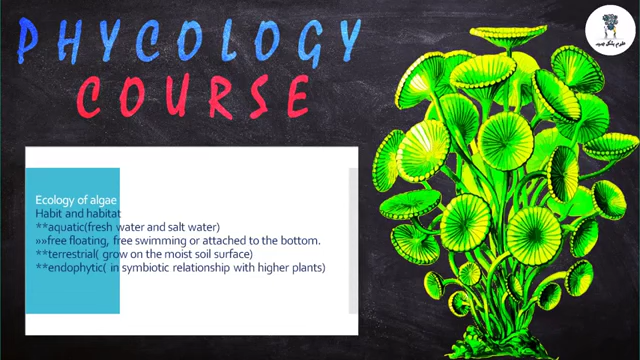 PHYCOLOGY
COURSE
Ecology of algae
Habit and habitat
**aquatic(fresh water and salt water)
»»free floating, free swimming or attached to the bottom.
**terrestrial( grow on the moist soil surface)
**endophytic( in symbiotic relationship with higher plants)